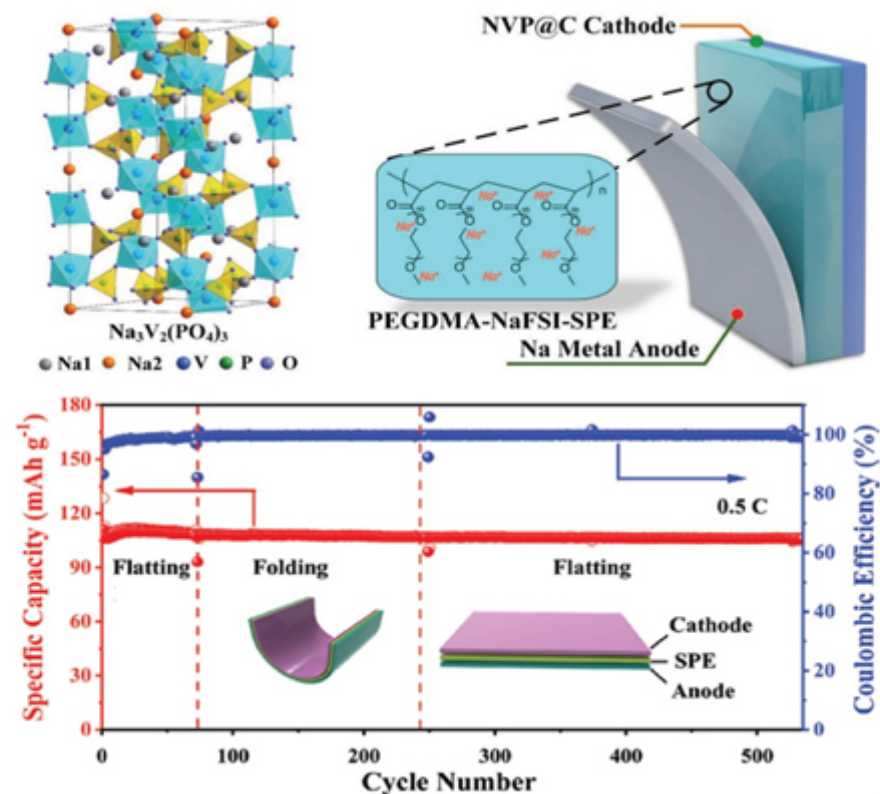 NVP@C Cathode
Na₃V₂(PO₄)₃
Na1 Na2 V P O
n
O O O O
Na⁺ Na⁺
O O O O
Na⁺ Na⁺ Na⁺
O O O O
Na⁺ Na⁺ Na⁺
PEGDMA-NaFSI-SPE
Na Metal Anode
Specific Capacity (mAh g⁻¹)
180
150
120
90
60
30
0
Coulombic Efficiency (%)
100
80
60
40
20
0
0.5 C
Flatting
Folding
Flatting
Cathode
SPE
Anode
0 100 200 300 400 500
Cycle Number